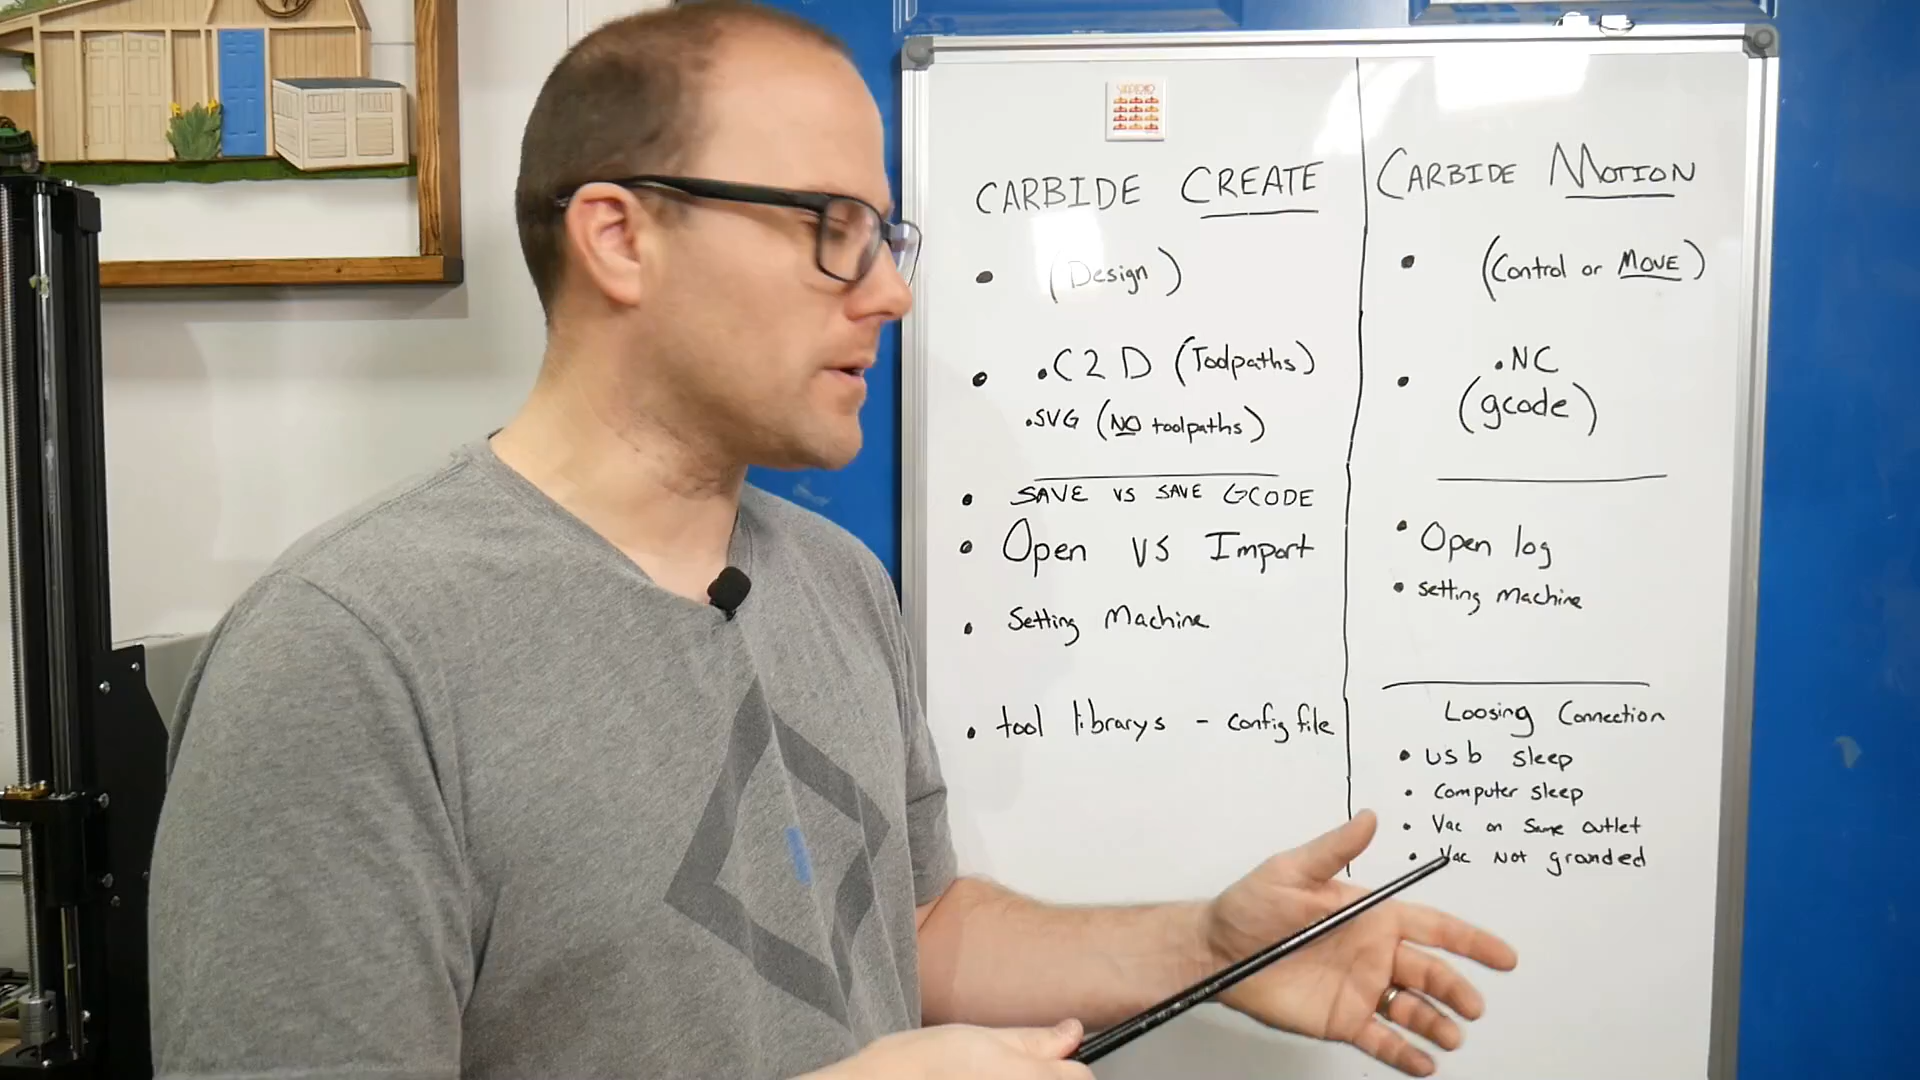 CARBIDE CREATE
• (Design)
• .C2D (Toolpaths)
.SVG (NO toolpaths)
• SAVE VS SAVE GCODE
• Open VS Import
• Setting Machine
• tool librarys - config file
CARBIDE MOTION
• (Control or MOVE)
• .NC
(gcode)
• Open log
• setting machine
Loosing Connection
• usb sleep
• computer sleep
• Vac on same outlet
• Vac not grounded